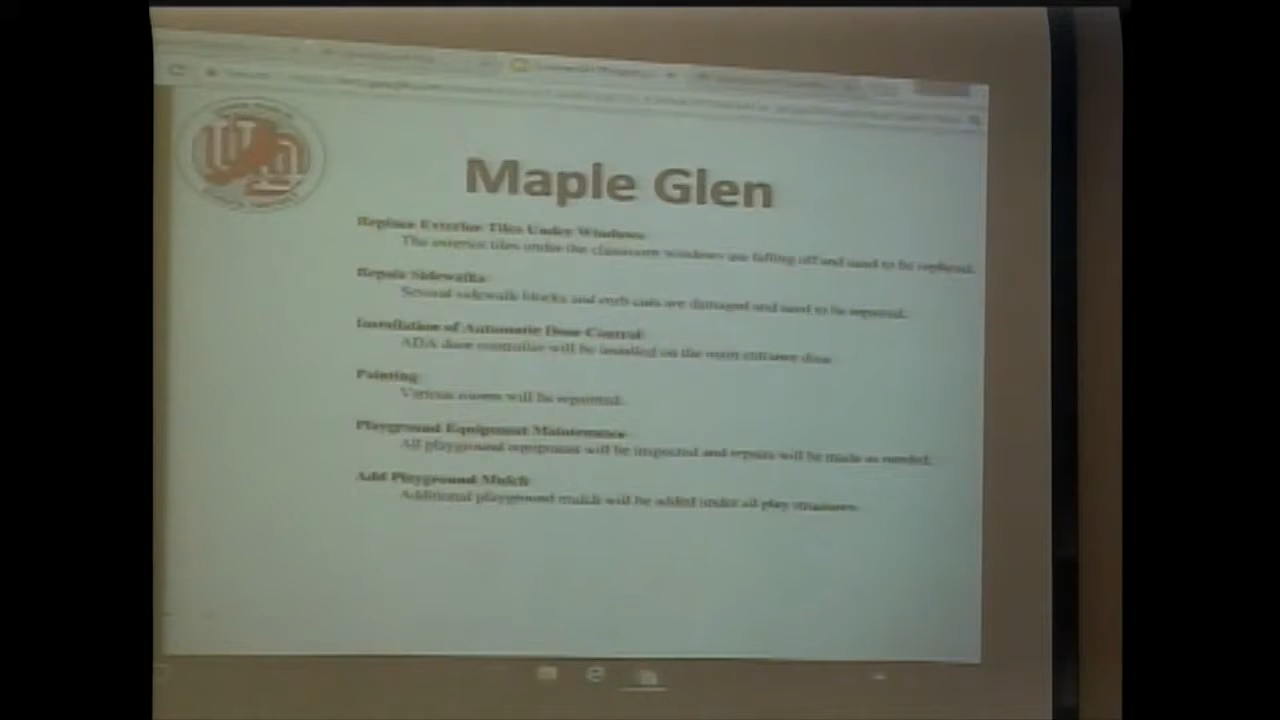 Maple Glen
Replace Exterior Tiles Under Windows
The exterior tiles under the classroom windows are falling off and need to be replaced.
Repair Sidewalks
Several sidewalk blocks and curb cuts are damaged and need to be repaired.
Installation of Automatic Door Control
ADA door controller will be installed on the main entrance door
Painting
Various rooms will be repainted.
Playground Equipment Maintenance
All playground equipment will be inspected and repairs will be made as needed.
Add Playground Mulch
Additional playground mulch will be added under all play structures.